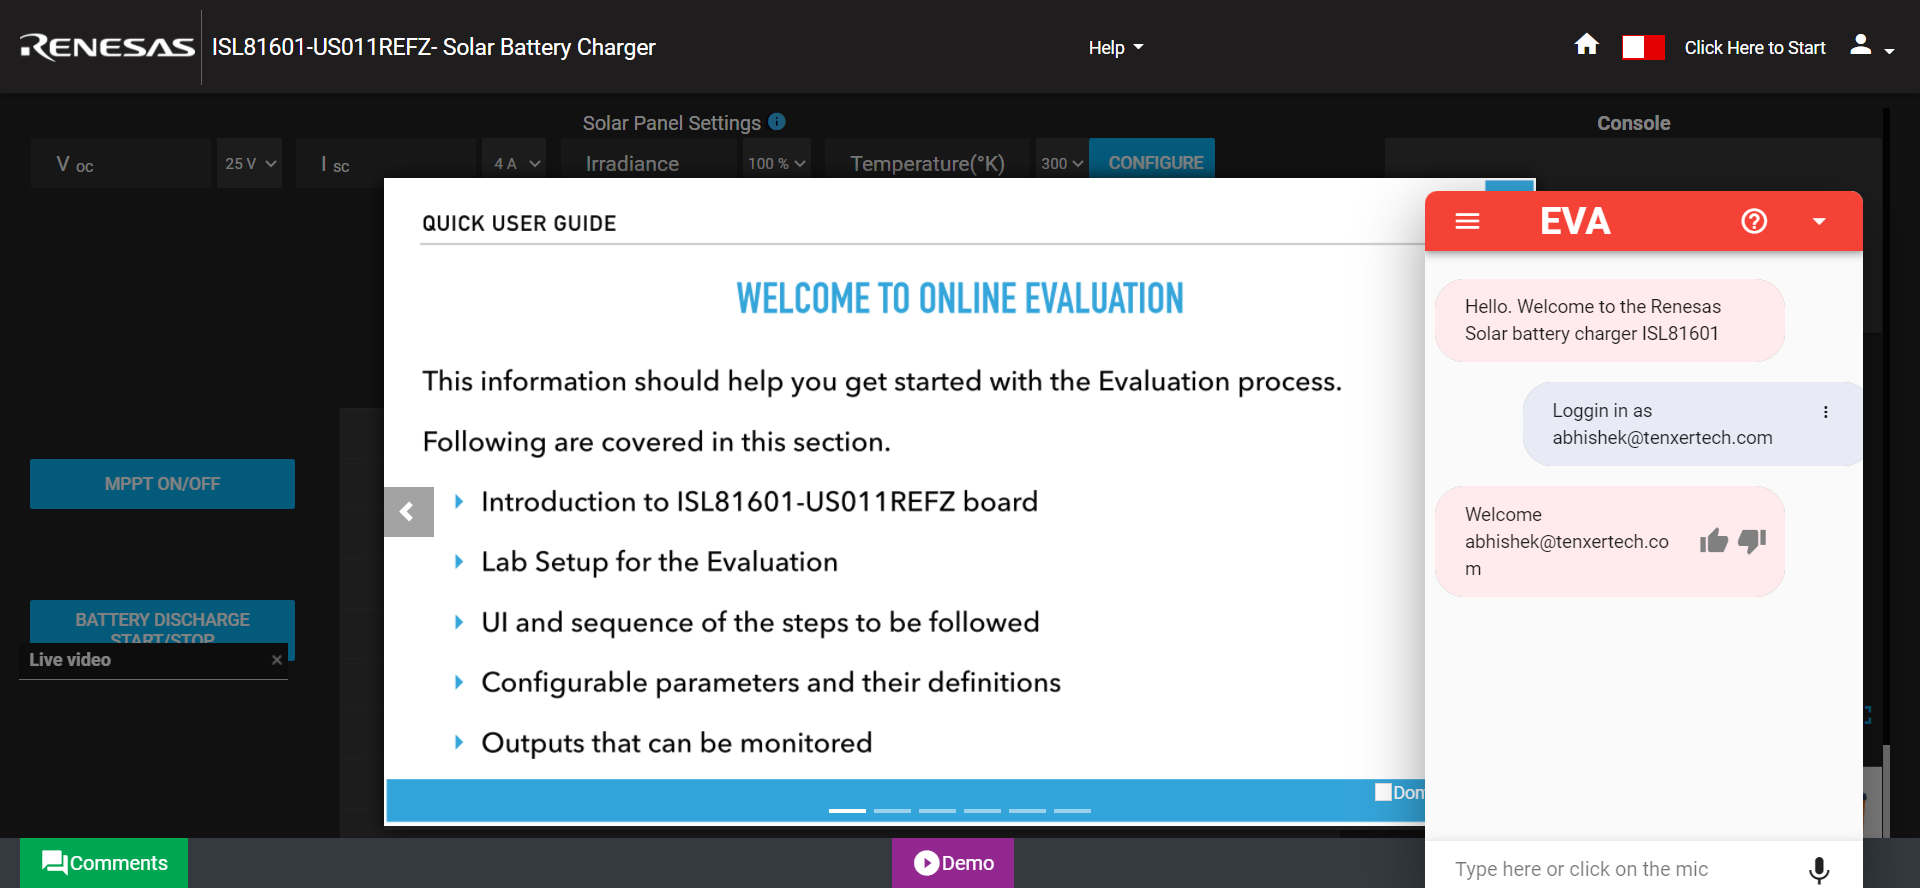 RENESAS
ISL81601-US011REFZ- Solar Battery Charger
Help
Click Here to Start
Solar Panel Settings
Console
V oc
25 V
I sc
4 A
Irradiance
100 %
Temperature(°K)
300
CONFIGURE
QUICK USER GUIDE
WELCOME TO ONLINE EVALUATION
This information should help you get started with the Evaluation process.
Following are covered in this section.
Introduction to ISL81601-US011REFZ board
Lab Setup for the Evaluation
UI and sequence of the steps to be followed
Configurable parameters and their definitions
Outputs that can be monitored
Don
MPPT ON/OFF
BATTERY DISCHARGE
START/STOP
Live video
EVA
Hello. Welcome to the Renesas
Solar battery charger ISL81601
Loggin in as
abhishek@tenxertech.com
Welcome
abhishek@tenxertech.co
m
Type here or click on the mic
Comments
Demo